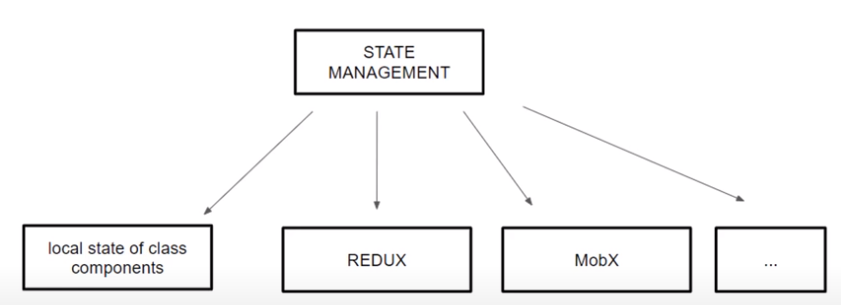 STATE
MANAGEMENT
local state of class
components
REDUX
MobX
...